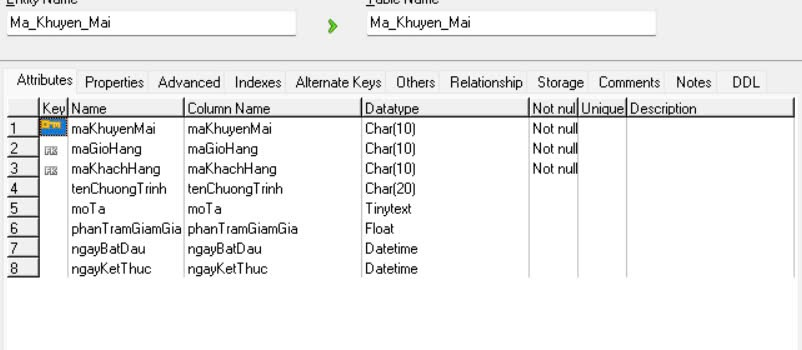 Entity Name Table Name
Ma_Khuyen_Mai Ma_Khuyen_Mai
Attributes Properties Advanced Indexes Alternate Keys Others Relationship Storage Comments Notes DDL
Key Name Column Name Datatype Not nul Unique Description
1 maKhuyenMai maKhuyenMai Char(10) Not null
2 FK maGioHang maGioHang Char(10) Not null
3 FK maKhachHang maKhachHang Char(10) Not null
4 tenChuongTrinh tenChuongTrinh Char(20)
5 moTa moTa Tinytext
6 phanTramGiamGia phanTramGiamGia Float
7 ngayBatDau ngayBatDau Datetime
8 ngayKetThuc ngayKetThuc Datetime